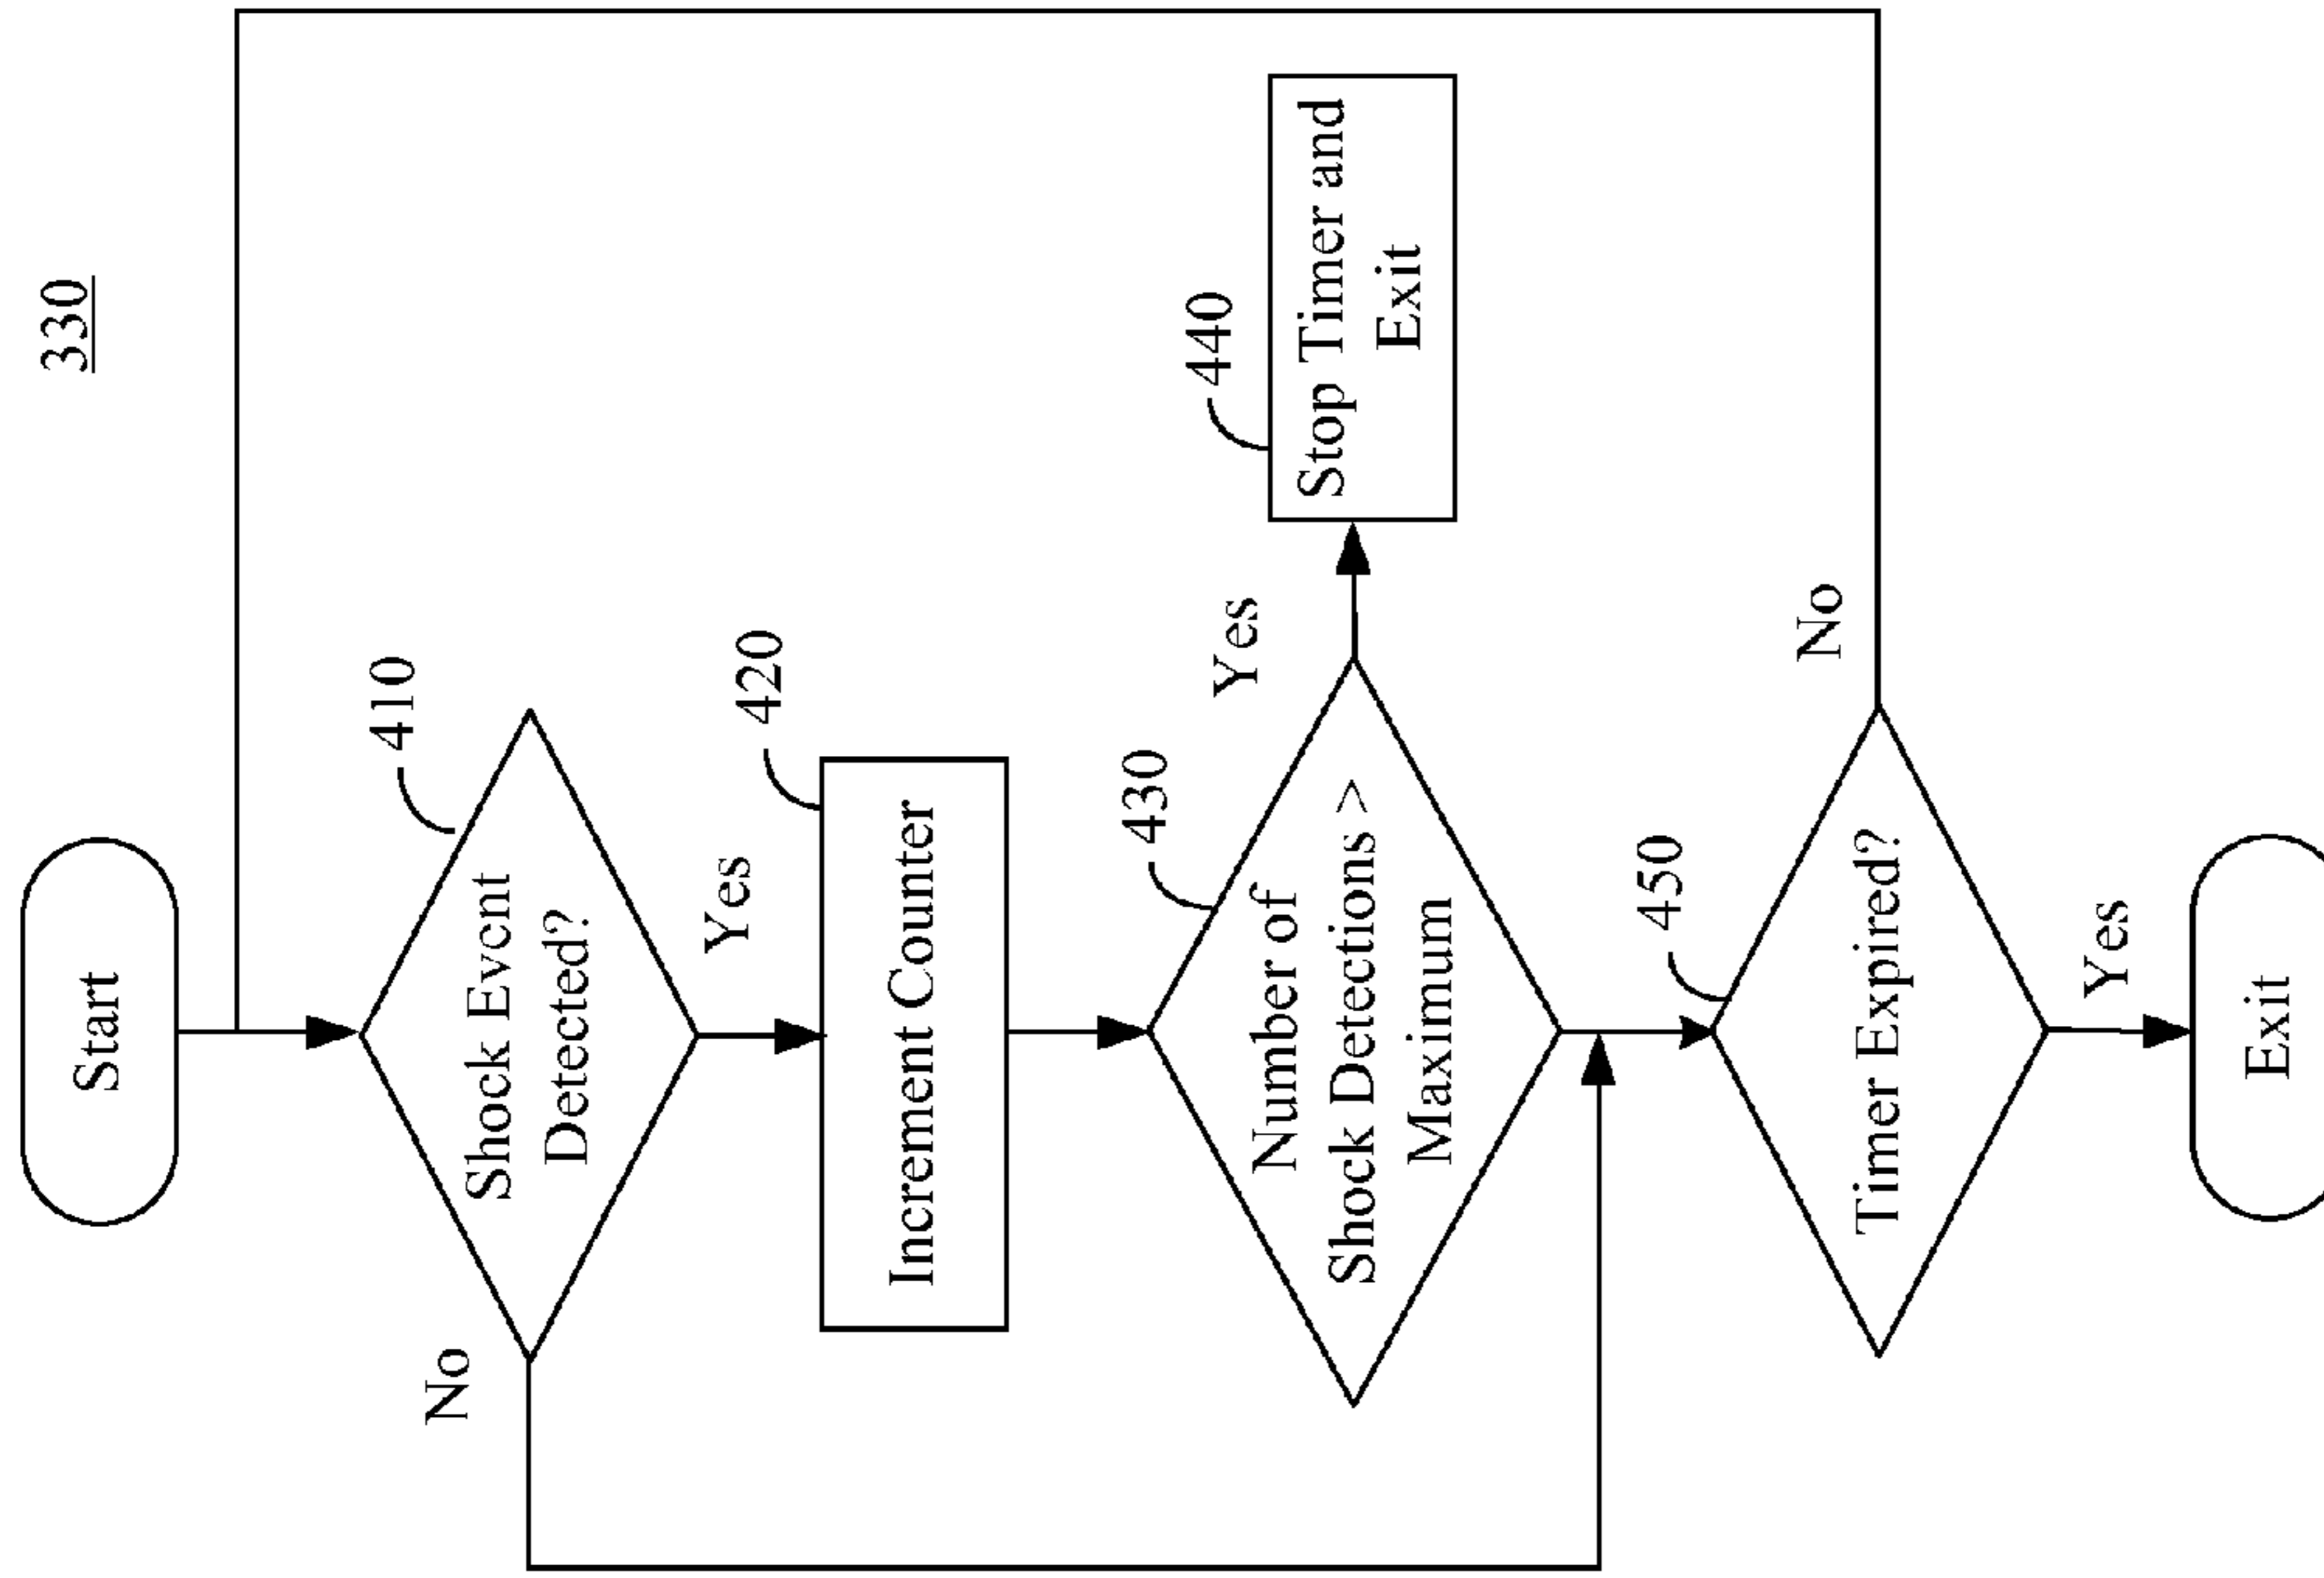 330
Start
410
Shock Event
Detected?
No
Yes
420
Increment Counter
430
Number of
Shock Detections >
Maximum
Yes
440
Stop Timer and
Exit
450
Timer Expired?
No
Yes
Exit